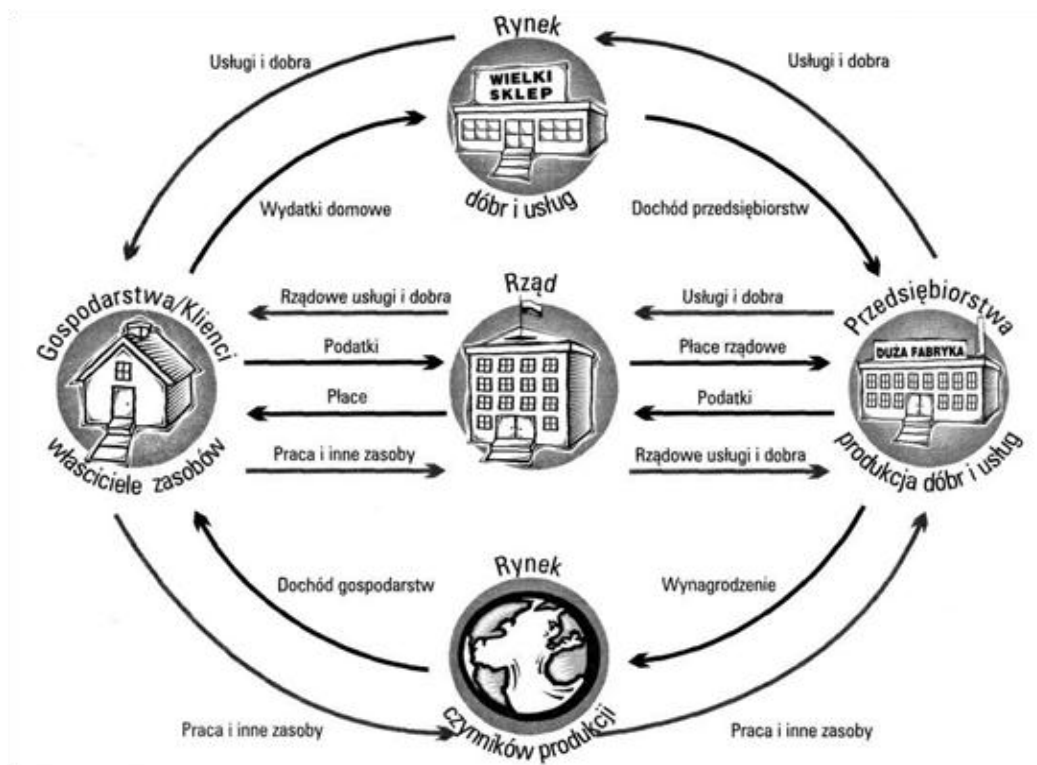 Rynek
Usługi i dobra
Usługi i dobra
WIELKI
SKLEP
Wydatki domowe
dóbr i usług
Dochód przedsiębiorstw
Gospodarstwa/Klienci
Rząd
Przedsiębiorstwa
Rządowe usługi i dobra
Usługi i dobra
Podatki
Płace rządowe
DUŻA FABRYKA
Płace
Podatki
Praca i inne zasoby
Rządowe usługi i dobra
właściciele zasobów
produkcja dóbr i usług
Rynek
Dochód gospodarstw
Wynagrodzenie
czynników produkcji
Praca i inne zasoby
Praca i inne zasoby